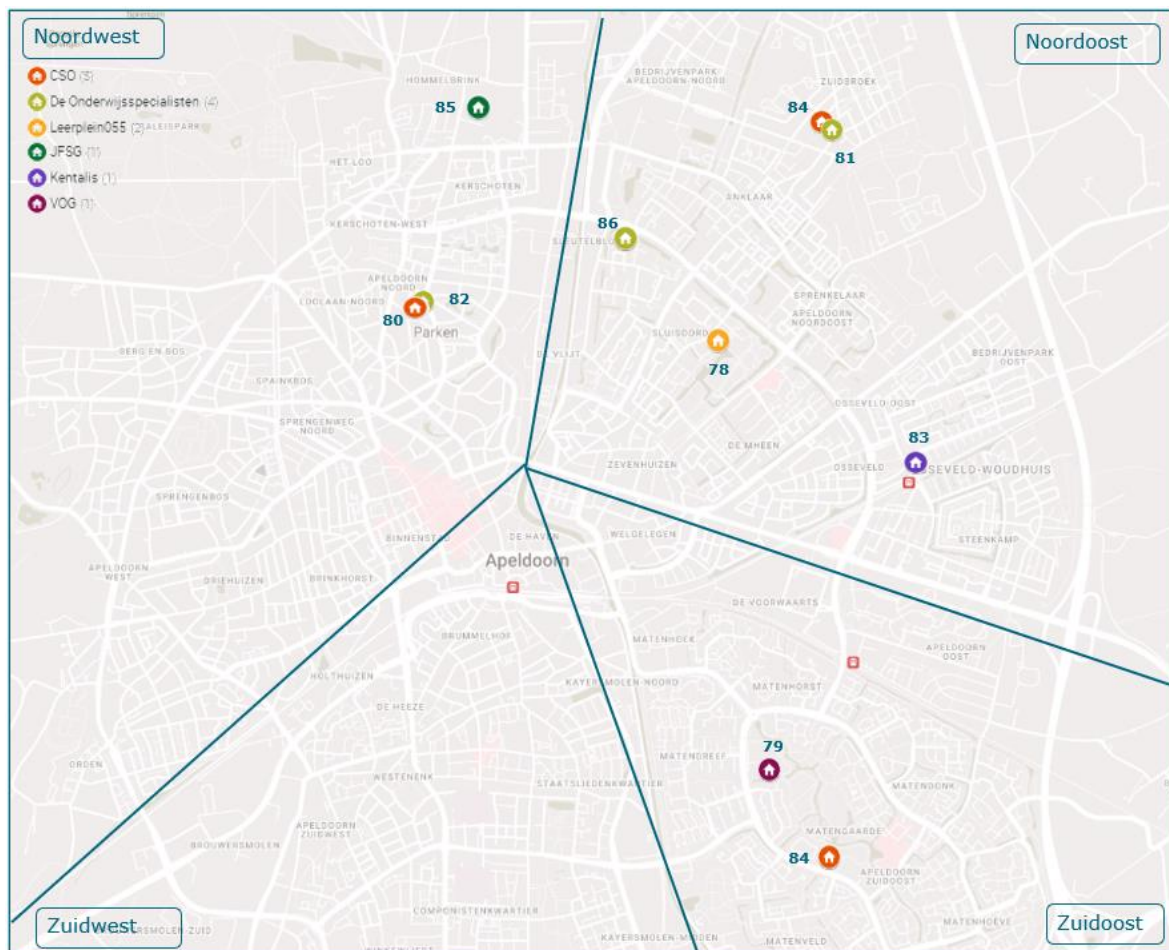 Noordwest
Noordoost
CSO (3)
De Onderwijsspecialisten (4)
Leerplein055 (2)
JFSG (1)
Kentalis (1)
VOG (1)
HOMMELBRINK
BEDRIJVENPARK
APELDOORN-NOORD
ZUIDBROEK
85
84
81
HET LOO
KERSCHOTEN
ANKLAAR
KERSCHOTEN-WEST
86
APELDOORN
NOORD
LOOLAAN-NOORD
82
80
Parken
SPRENKELAAR
APELDOORN
NOORDOOST
SLUISOORD
78
DE VLIJT
BERG EN BOS
BEDRIJVENPARK
OOST
SPAINKBOS
OSSEVELD-OOST
SPRENGENWEG
NOORD
DE MHEEN
83
ZEVENHUIZEN
OSSEVELD
OSSEVELD-WOUDHUIS
SPRENGENBOS
BINNENSTAD
DE HAVEN
WELGELEGEN
STEENKAMP
Apeldoorn
APELDOORN
WEST
DRIEHUIZEN
BRINKHORST
DE VOORWAARTS
BRUMMELHOF
MATENHOEK
APELDOORN
OOST
HOLTHUIZEN
KAYERSMOLEN-NOORD
MATENHORST
DE HEEZE
79
MATENDREEF
ORDEN
WESTENENK
STAATSLIEDENKWARTIER
MATENDONK
APELDOORN
ZUIDWEST
MATENGAARDE
BROUWERSMOLEN
84
APELDOORN
ZUIDOOST
COMPONISTENKWARTIER
Zuidwest
Zuidoost
MATENHOEVE
KAYERSMOLEN-MIDDEN
MATENVELD